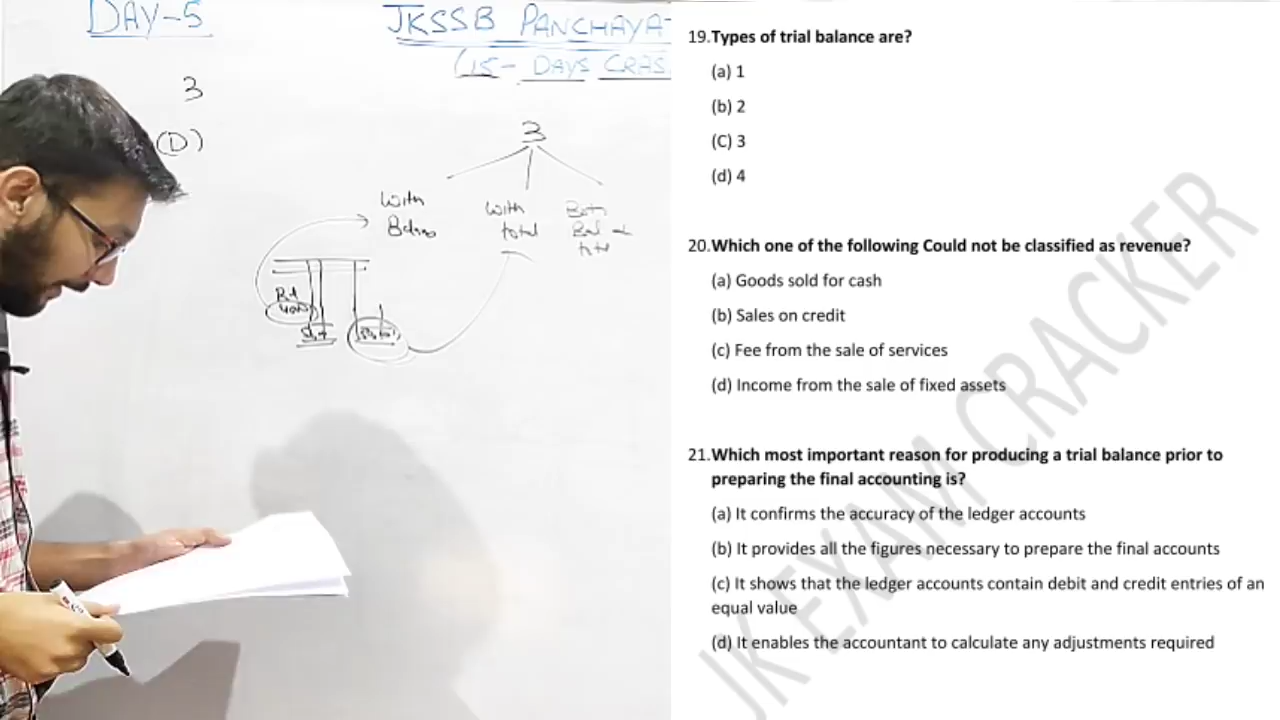 DAY-5
JKSSB PANCHAYAT
(15- DAYS CRAS
3
(D)
3
With
With
total
Both
Bal +
19.Types of trial balance are?
(a) 1
(b) 2
(C) 3
(d) 4
20.Which one of the following Could not be classified as revenue?
(a) Goods sold for cash
(b) Sales on credit
(c) Fee from the sale of services
(d) Income from the sale of fixed assets
21.Which most important reason for producing a trial balance prior to
preparing the final accounting is?
(a) It confirms the accuracy of the ledger accounts
(b) It provides all the figures necessary to prepare the final accounts
(c) It shows that the ledger accounts contain debit and credit entries of an
equal value
(d) It enables the accountant to calculate any adjustments required
JK EXAM CRACKER